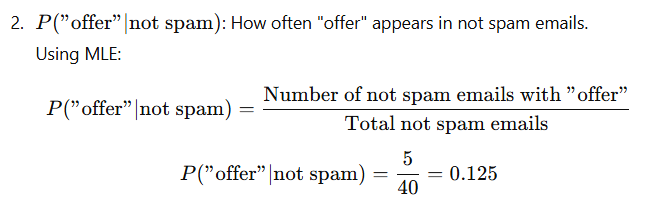 2. P("offer"|not spam): How often "offer" appears in not spam emails.
Using MLE:
P("offer"|not spam) = Number of not spam emails with "offer" / Total not spam emails
P("offer"|not spam) = 5/40 = 0.125